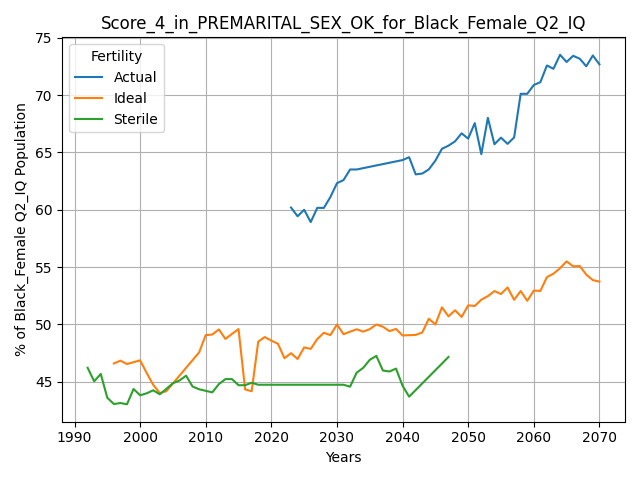 Score_4_in_PREMARITAL_SEX_OK_for_Black_Female_Q2_IQ
% of Black_Female Q2_IQ Population
75
70
65
60
55
50
45
Fertility
Actual
Ideal
Sterile
1990 2000 2010 2020 2030 2040 2050 2060 2070
Years